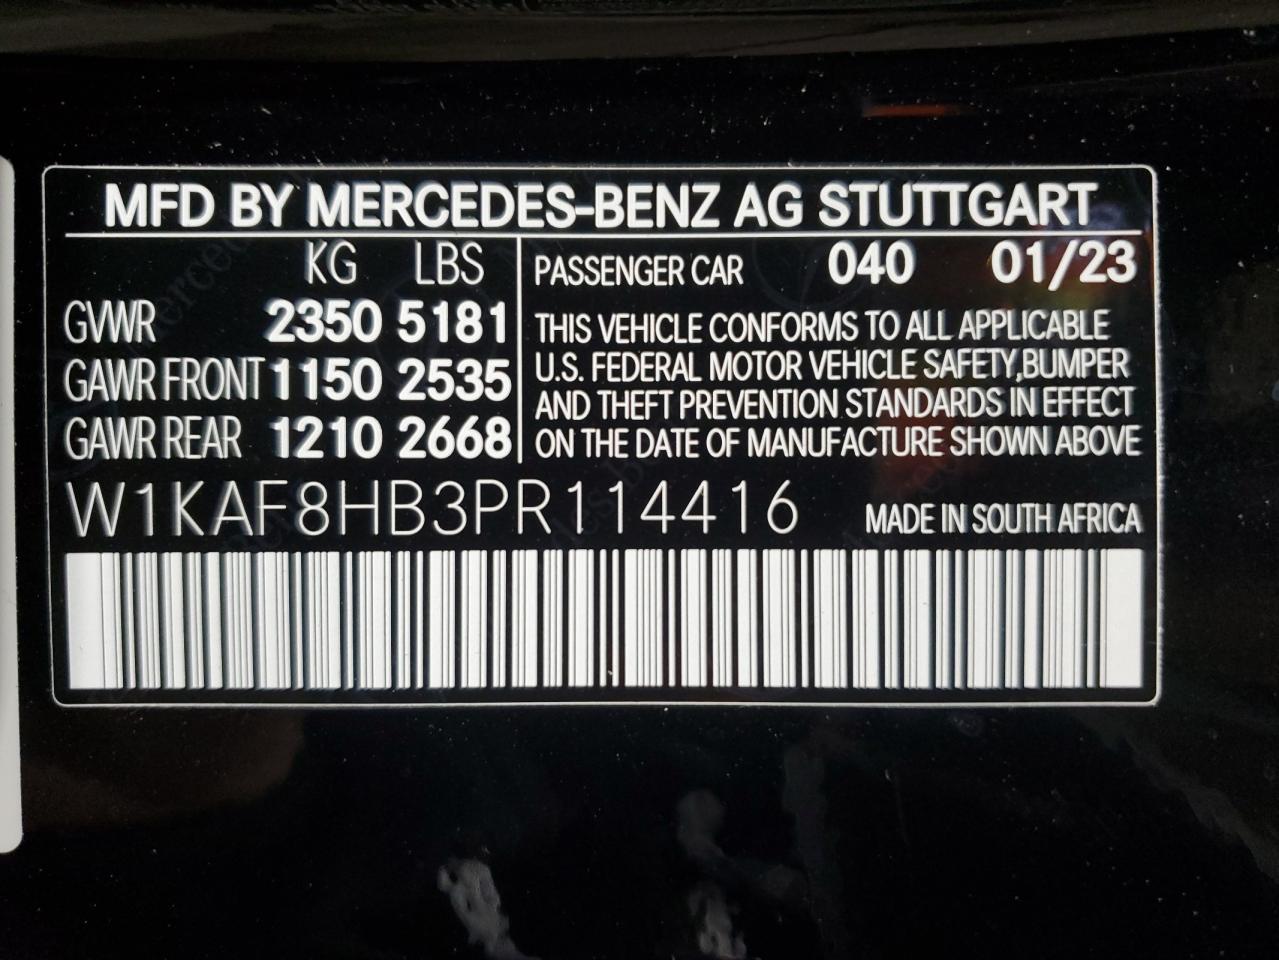 MFD BY MERCEDES-BENZ AG STUTTGART
KG LBS
GVWR 2350 5181
GAWR FRONT 1150 2535
GAWR REAR 1210 2668
PASSENGER CAR 040 01/23
THIS VEHICLE CONFORMS TO ALL APPLICABLE
U.S. FEDERAL MOTOR VEHICLE SAFETY,BUMPER
AND THEFT PREVENTION STANDARDS IN EFFECT
ON THE DATE OF MANUFACTURE SHOWN ABOVE
W1KAF8HB3PR114416 MADE IN SOUTH AFRICA